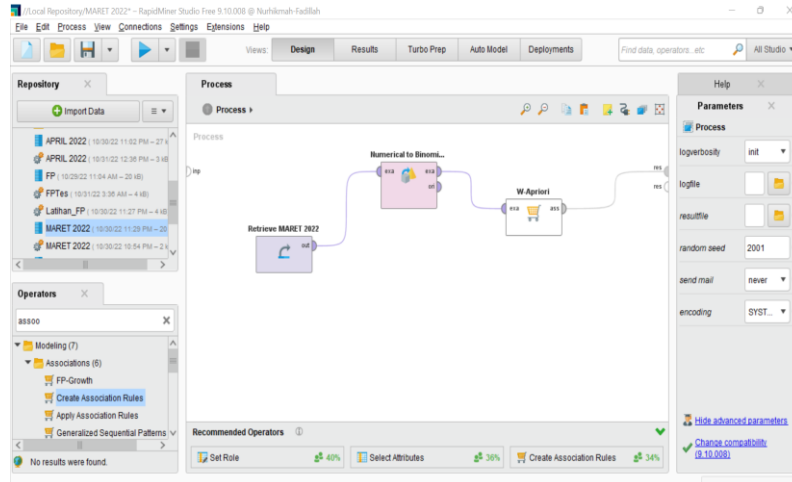 //Local Repository/MARET 2022* – RapidMiner Studio Free 9.10.008 @ Nurhikmah-Fadillah
File Edit Process View Connections Settings Extensions Help
Views: Design Results Turbo Prep Auto Model Deployments Find data, operators...etc All Studio
Repository
Import Data
APRIL 2022 (10/30/22 11:02 PM – 27 k
APRIL 2022 (10/31/22 12:36 PM – 3 kB
FP (10/29/22 11:04 AM – 20 kB)
FPTes (10/31/22 3:36 AM – 4 kB)
Latihan_FP (10/30/22 11:27 PM – 4 kB
MARET 2022 (10/30/22 11:29 PM – 20
MARET 2022 (10/30/22 10:54 PM – 2 k
Operators
assoo
Modeling (7)
Associations (6)
FP-Growth
Create Association Rules
Apply Association Rules
Generalized Sequential Patterns
No results were found.
Process
Process
Process
inp
Retrieve MARET 2022
out
Numerical to Binomi...
exa exa
ori
W-Apriori
exa ass
res
res
Recommended Operators
Set Role 40%
Select Attributes 36%
Create Association Rules 34%
Help
Parameters
Process
logverbosity init
logfile
resultfile
random seed 2001
send mail never
encoding SYST...
Hide advanced parameters
Change compatibility
(9.10.008)